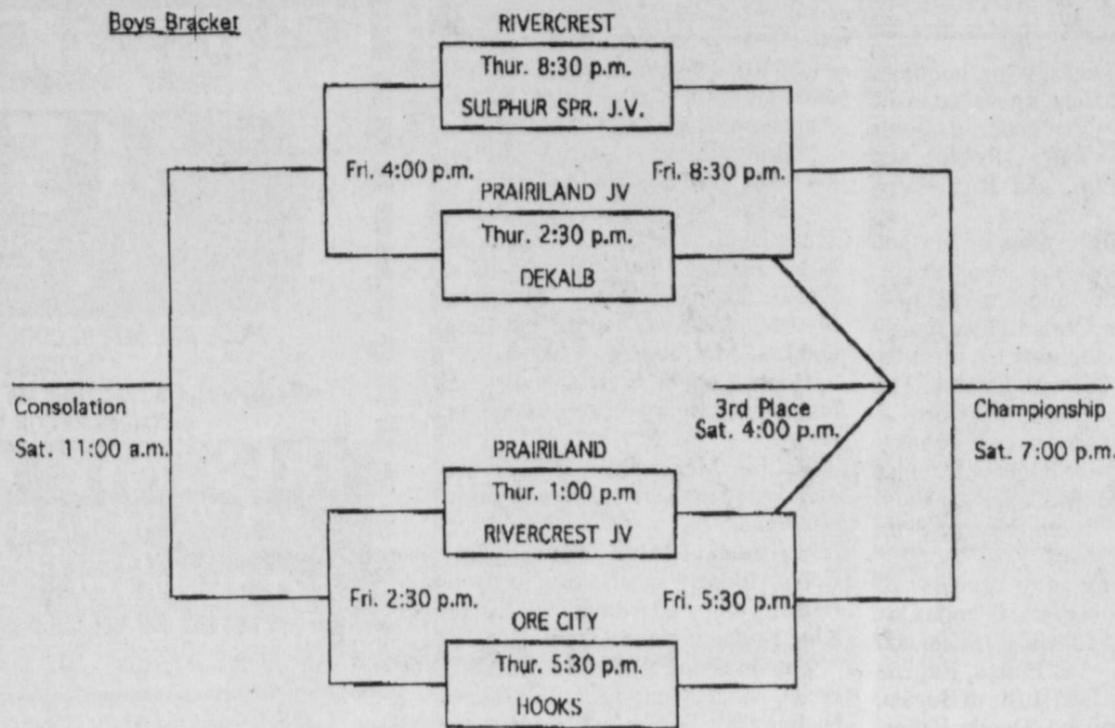 Boys Bracket
RIVERCREST
Thur. 8:30 p.m.
SULPHUR SPR. J.V.
Fri. 4:00 p.m.
Fri. 8:30 p.m.
PRAIRILAND JV
Thur. 2:30 p.m.
DEKALB
Consolation
Sat. 11:00 a.m.
3rd Place
Sat. 4:00 p.m.
Championship
Sat. 7:00 p.m.
PRAIRILAND
Thur. 1:00 p.m
RIVERCREST JV
Fri. 2:30 p.m.
Fri. 5:30 p.m.
ORE CITY
Thur. 5:30 p.m.
HOOKS